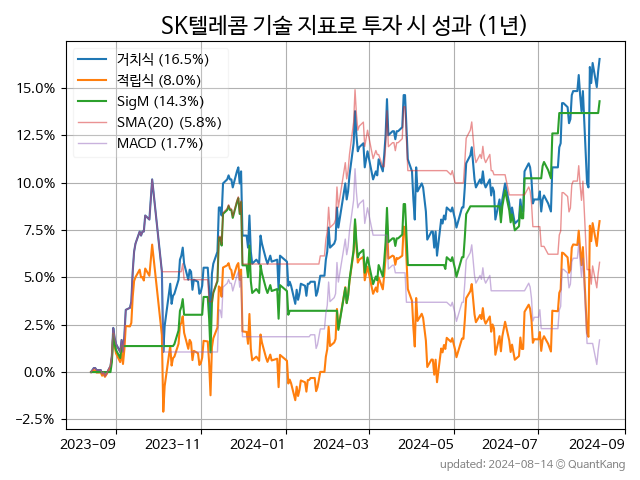 SK텔레콤 기술 지표로 투자 시 성과 (1년)
거치식 (16.5%)
적립식 (8.0%)
SigM (14.3%)
SMA(20) (5.8%)
MACD (1.7%)
15.0%
12.5%
10.0%
7.5%
5.0%
2.5%
0.0%
−2.5%
2023-09 2023-11 2024-01 2024-03 2024-05 2024-07 2024-09
updated: 2024-08-14 © QuantKang